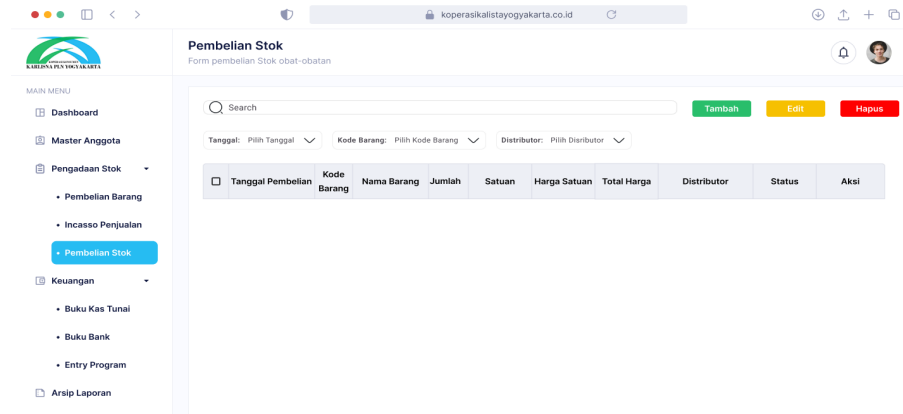 koperasikalistayogyakarta.co.id
KARLISNA PLN YOGYAKARTA
Pembelian Stok
Form pembelian Stok obat-obatan
MAIN MENU
Dashboard
Master Anggota
Pengadaan Stok
• Pembelian Barang
• Incasso Penjualan
• Pembelian Stok
Keuangan
• Buku Kas Tunai
• Buku Bank
• Entry Program
Arsip Laporan
Search
Tambah Edit Hapus
Tanggal: Pilih Tanggal Kode Barang: Pilih Kode Barang Distributor: Pilih Disributor
Tanggal Pembelian Kode Barang Nama Barang Jumlah Satuan Harga Satuan Total Harga Distributor Status Aksi